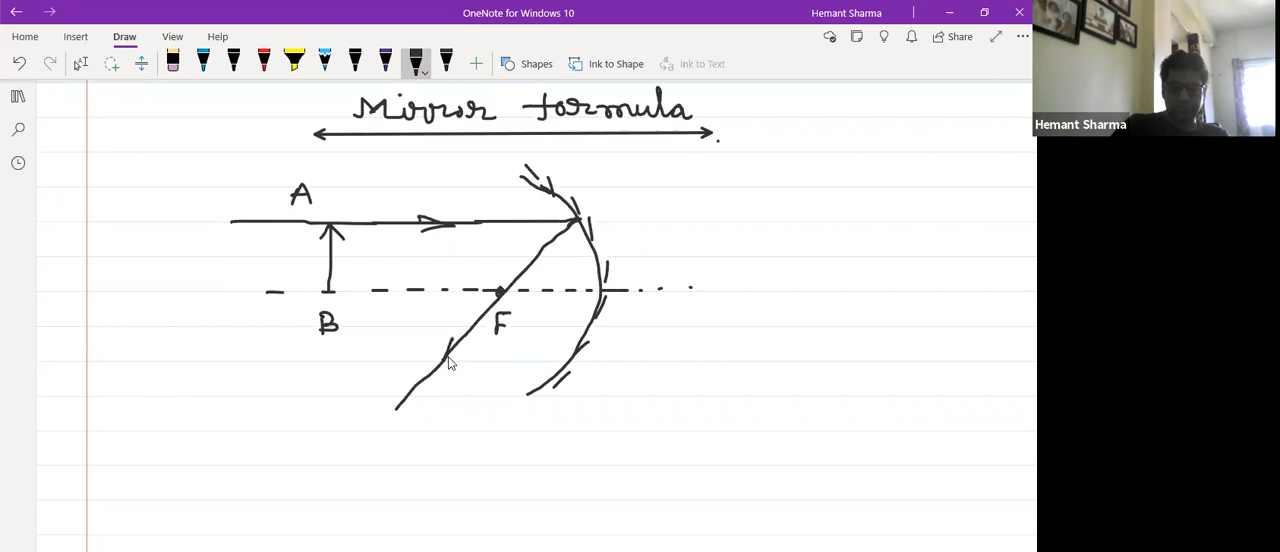 OneNote for Windows 10
Hemant Sharma
Home Insert Draw View Help
Share
Shapes Ink to Shape Ink to Text
Hemant Sharma
Mirror formula
A
B
F